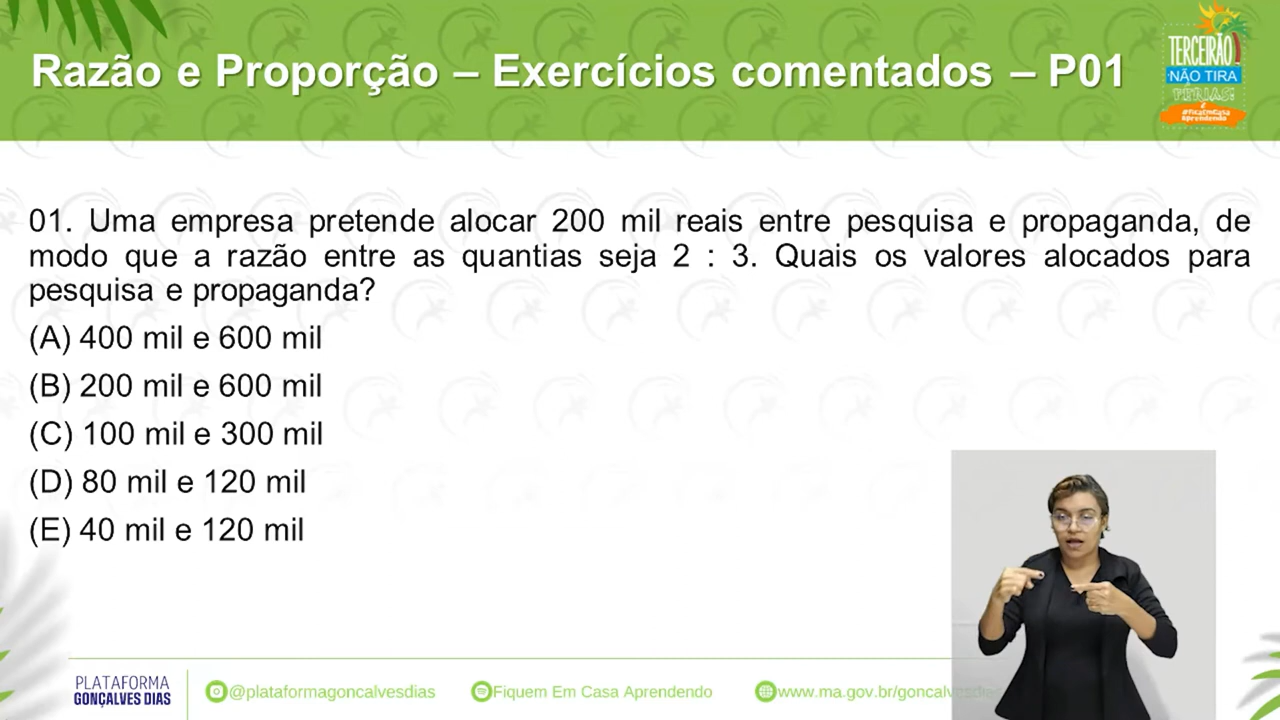 Razão e Proporção – Exercícios comentados – P01
TERCEIRÃO!
NÃO TIRA
FÉRIAS!
É
#FicaEmCasa
Aprendendo
01. Uma empresa pretende alocar 200 mil reais entre pesquisa e propaganda, de
modo que a razão entre as quantias seja 2 : 3. Quais os valores alocados para
pesquisa e propaganda?
(A) 400 mil e 600 mil
(B) 200 mil e 600 mil
(C) 100 mil e 300 mil
(D) 80 mil e 120 mil
(E) 40 mil e 120 mil
PLATAFORMA
GONÇALVES DIAS
@plataformagoncalvesdias
Fiquem Em Casa Aprendendo
www.ma.gov.br/goncalvesdias